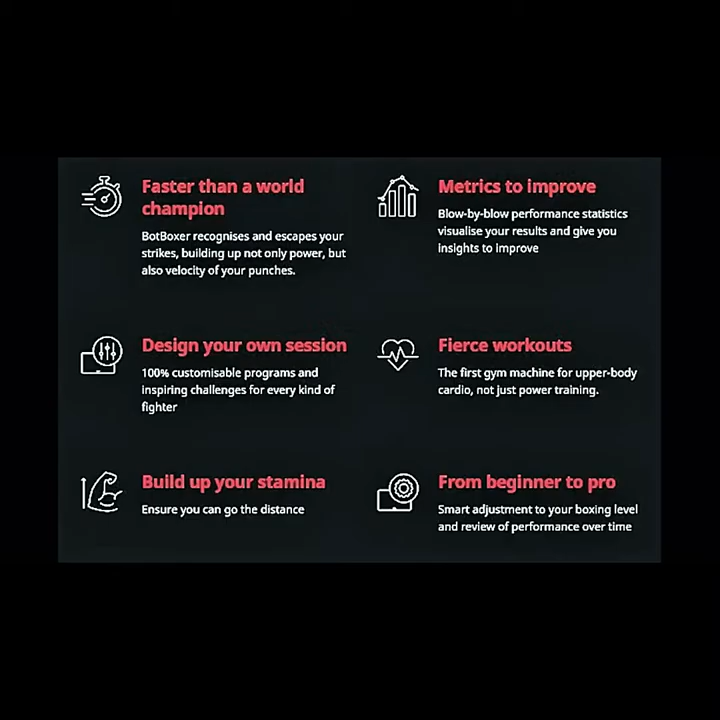 Faster than a world
champion
BotBoxer recognises and escapes your
strikes, building up not only power, but
also velocity of your punches.
Metrics to improve
Blow-by-blow performance statistics
visualise your results and give you
insights to improve
Design your own session
100% customisable programs and
inspiring challenges for every kind of
fighter
Fierce workouts
The first gym machine for upper-body
cardio, not just power training.
Build up your stamina
Ensure you can go the distance
From beginner to pro
Smart adjustment to your boxing level
and review of performance over time